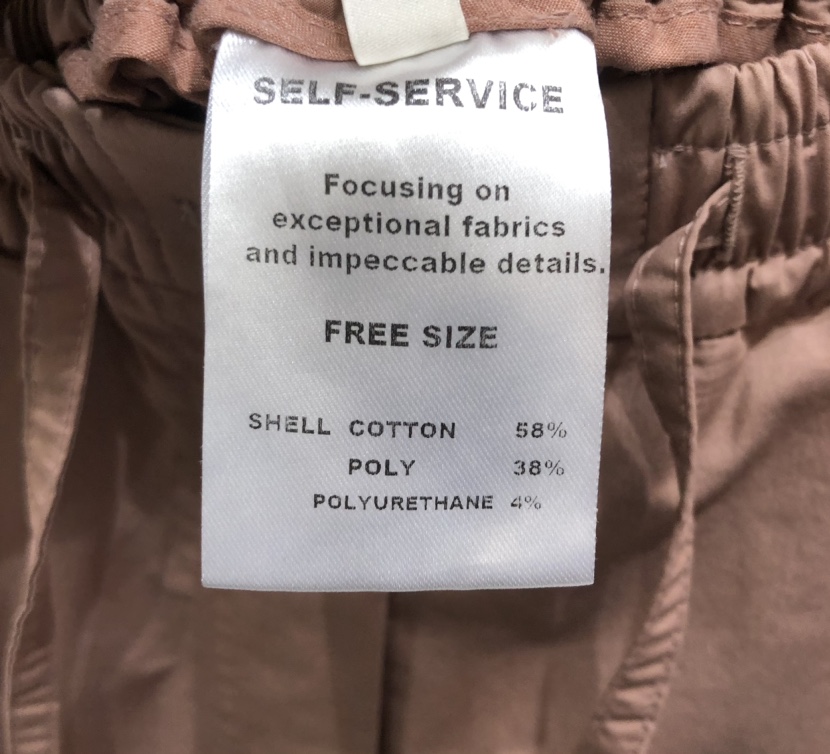 SELF-SERVICE
Focusing on
exceptional fabrics
and impeccable details.
FREE SIZE
SHELL COTTON 58%
POLY 38%
POLYURETHANE 4%